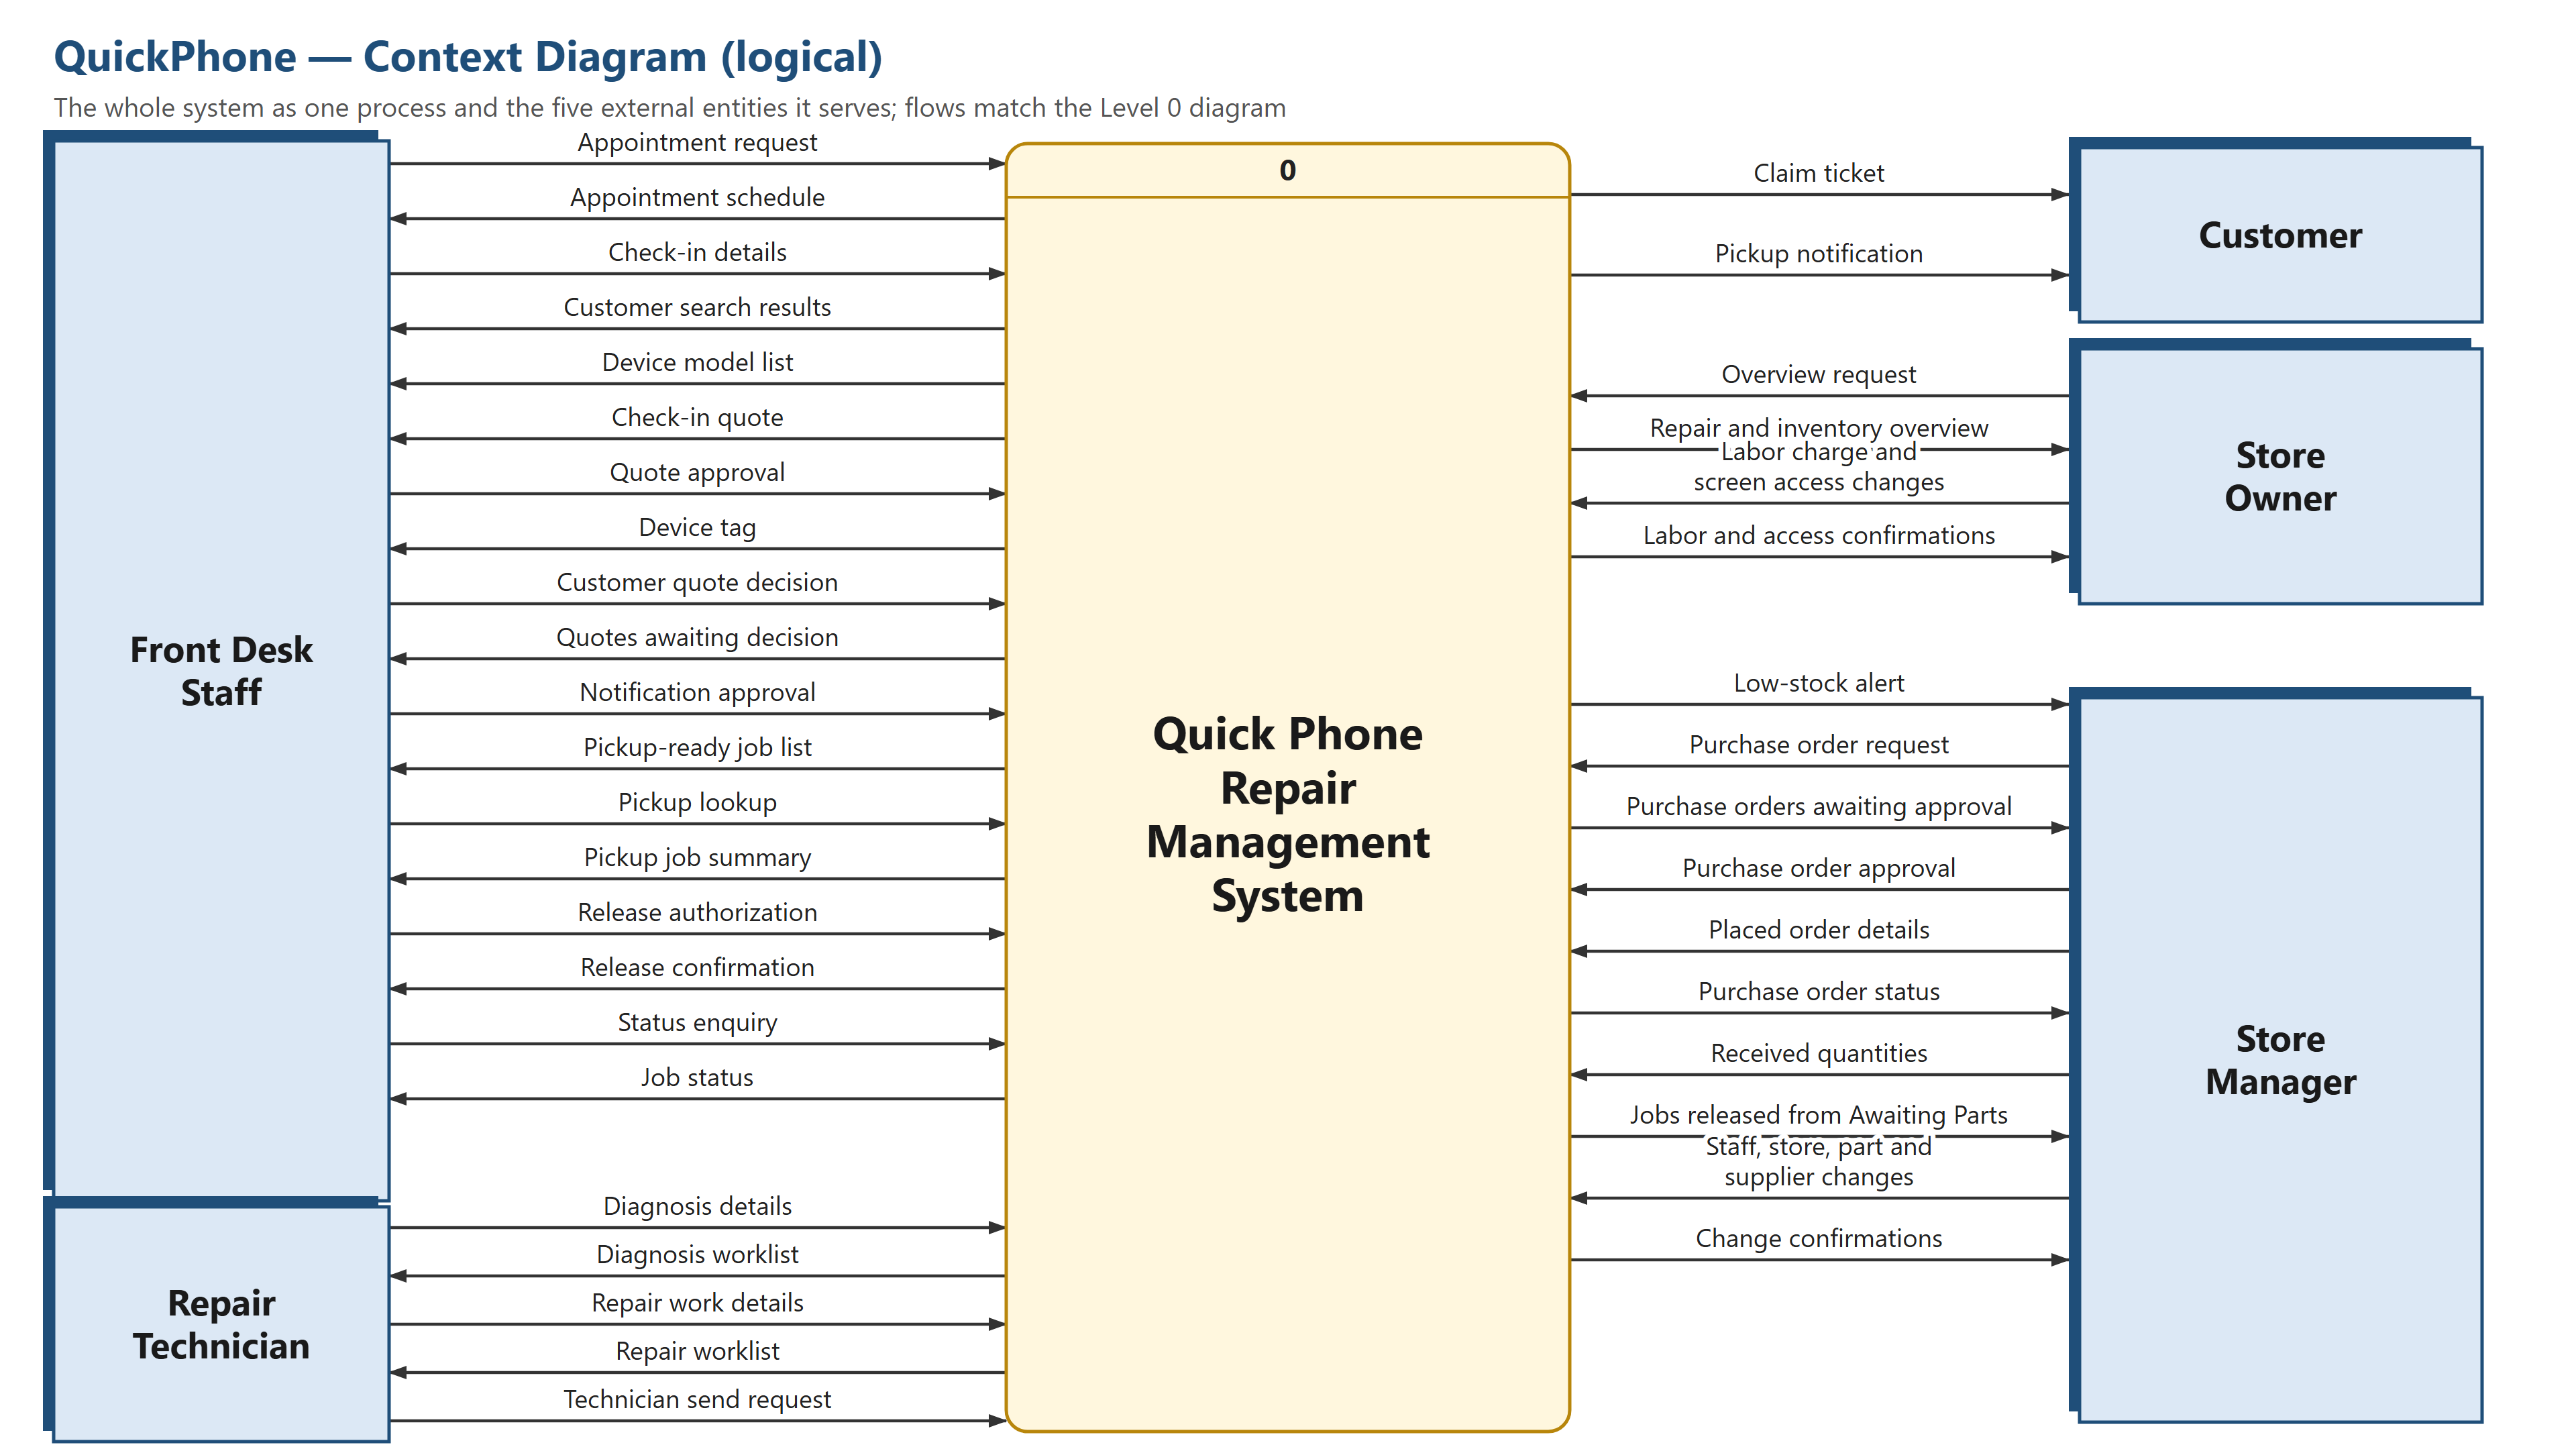 QuickPhone — Context Diagram (logical)
The whole system as one process and the five external entities it serves; flows match the Level 0 diagram
Front Desk
Staff
Appointment request
Appointment schedule
Check-in details
Customer search results
Device model list
Check-in quote
Quote approval
Device tag
Customer quote decision
Quotes awaiting decision
Notification approval
Pickup-ready job list
Pickup lookup
Pickup job summary
Release authorization
Release confirmation
Status enquiry
Job status
Repair
Technician
Diagnosis details
Diagnosis worklist
Repair work details
Repair worklist
Technician send request
0
Quick Phone
Repair
Management
System
Claim ticket
Pickup notification
Customer
Overview request
Repair and inventory overview
Labor charge and
screen access changes
Labor and access confirmations
Store
Owner
Low-stock alert
Purchase order request
Purchase orders awaiting approval
Purchase order approval
Placed order details
Purchase order status
Received quantities
Jobs released from Awaiting Parts
Staff, store, part and
supplier changes
Change confirmations
Store
Manager